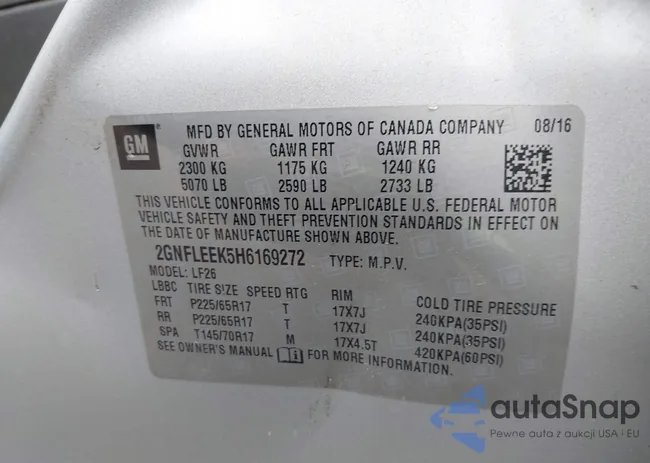 GM
®
MFD BY GENERAL MOTORS OF CANADA COMPANY 08/16
GVWR GAWR FRT GAWR RR
2300 KG 1175 KG 1240 KG
5070 LB 2590 LB 2733 LB
THIS VEHICLE CONFORMS TO ALL APPLICABLE U.S. FEDERAL MOTOR
VEHICLE SAFETY AND THEFT PREVENTION STANDARDS IN EFFECT ON
THE DATE OF MANUFACTURE SHOWN ABOVE.
2GNFLEEK5H6169272 TYPE: M.P.V.
MODEL: LF26
LBBC TIRE SIZE SPEED RTG RIM COLD TIRE PRESSURE
FRT P225/65R17 T 17X7J 240KPA(35PSI)
RR P225/65R17 T 17X7J 240KPA(35PSI)
SPA T145/70R17 M 17X4.5T 420KPA(60PSI)
SEE OWNER'S MANUAL FOR MORE INFORMATION.
autaSnap
Pewne auta z aukcji USA i EU